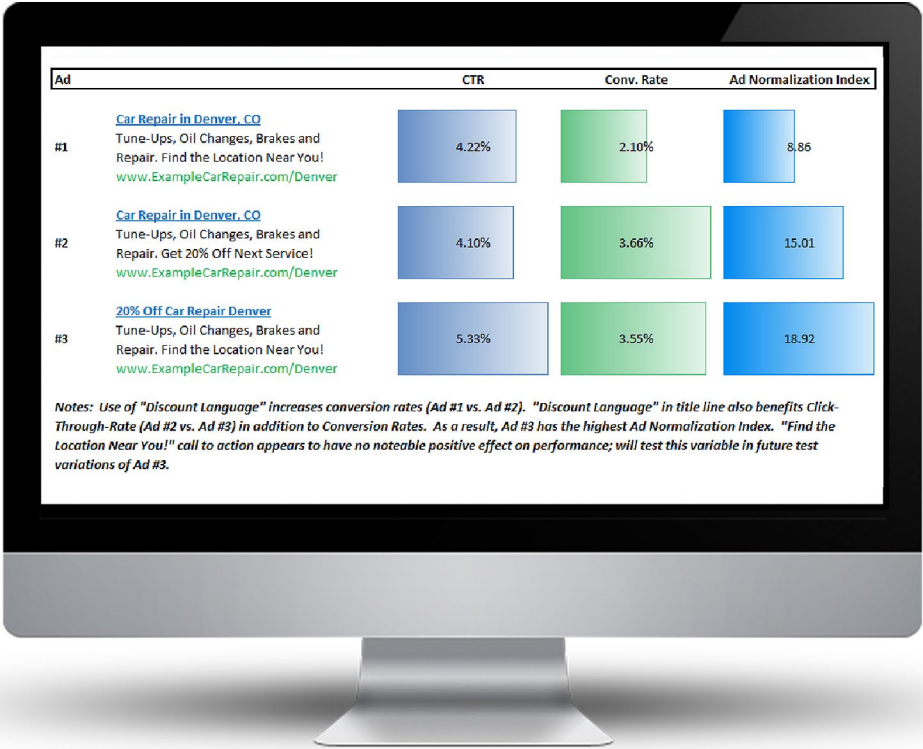 Ad CTR Conv. Rate Ad Normalization Index
#1
Car Repair in Denver, CO
Tune-Ups, Oil Changes, Brakes and
Repair. Find the Location Near You!
www.ExampleCarRepair.com/Denver
4.22% 2.10% 8.86
#2
Car Repair in Denver, CO
Tune-Ups, Oil Changes, Brakes and
Repair. Get 20% Off Next Service!
www.ExampleCarRepair.com/Denver
4.10% 3.66% 15.01
#3
20% Off Car Repair Denver
Tune-Ups, Oil Changes, Brakes and
Repair. Find the Location Near You!
www.ExampleCarRepair.com/Denver
5.33% 3.55% 18.92
Notes: Use of "Discount Language" increases conversion rates (Ad #1 vs. Ad #2). "Discount Language" in title line also benefits Click-
Through-Rate (Ad #2 vs. Ad #3) in addition to Conversion Rates. As a result, Ad #3 has the highest Ad Normalization Index. "Find the
Location Near You!" call to action appears to have no noteable positive effect on performance; will test this variable in future test
variations of Ad #3.